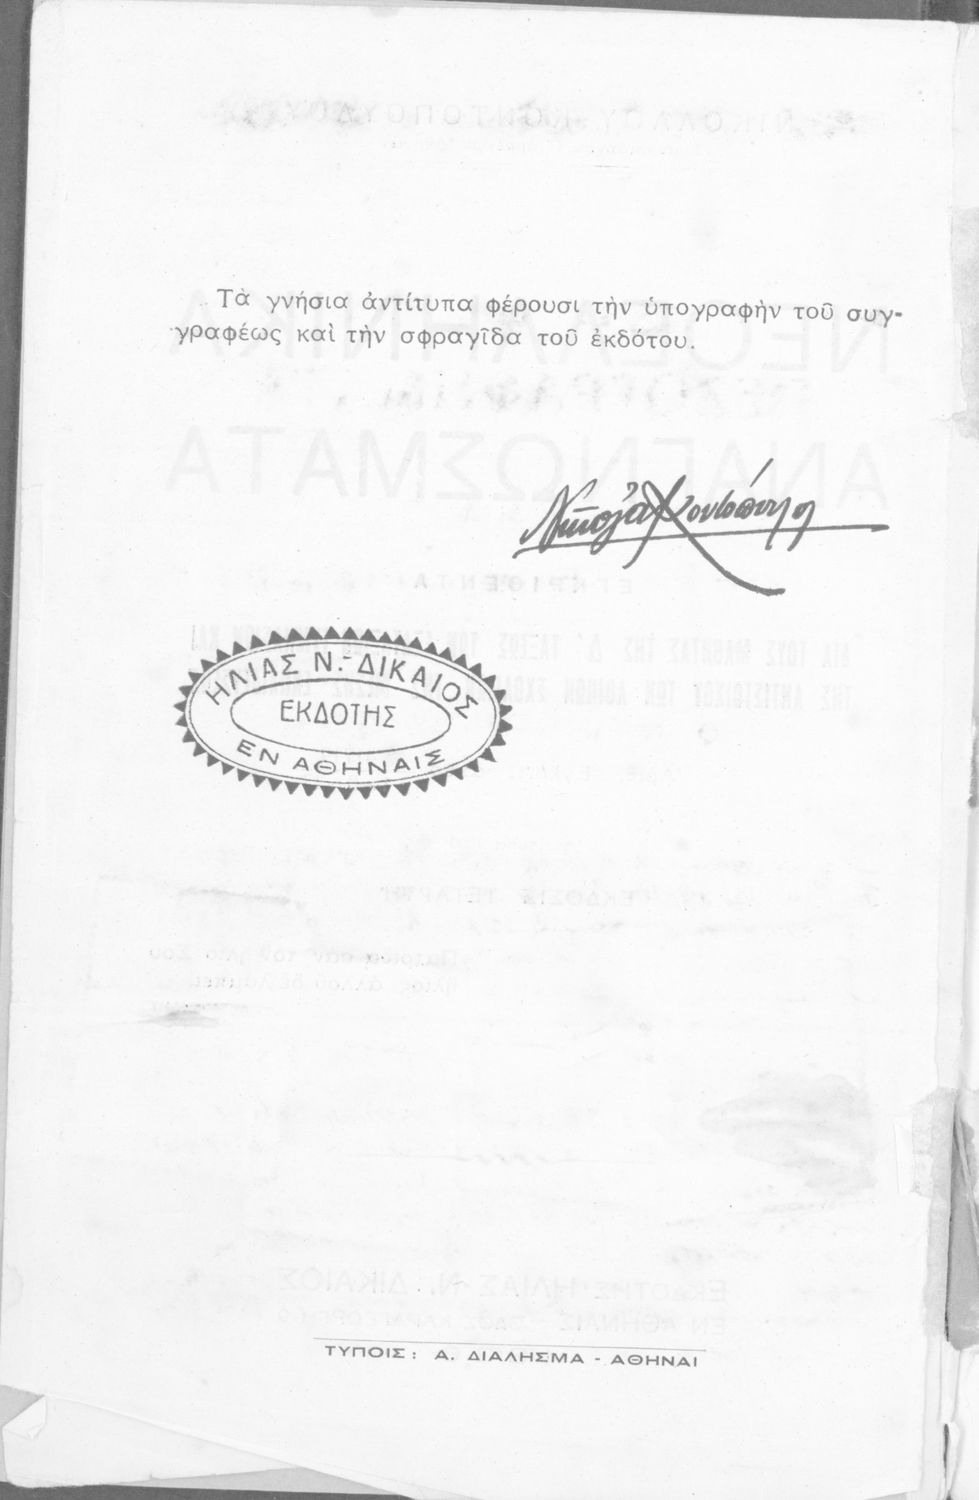 Τὰ γνήσια ἀντίτυπα φέρουσι τὴν ὑπογραφὴν τοῦ συγ-
γραφέως καὶ τὴν σφραγῖδα τοῦ ἐκδότου.
ΗΛΙΑΣ Ν. ΔΙΚΑΙΟΣ
ΕΚΔΟΤΗΣ
ΕΝ ΑΘΗΝΑΙΣ
ΤΥΠΟΙΣ: Α. ΔΙΑΛΗΣΜΑ - ΑΘΗΝΑΙ